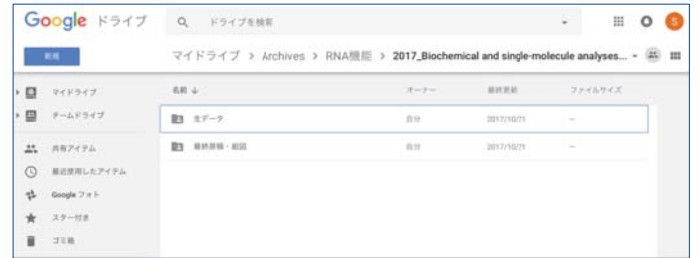 Google ドライブ
ドライブを検索
S
新規
マイドライブ > Archives > RNA機能 > 2017_Biochemical and single-molecule analyses...
マイドライブ
チームドライブ
共有アイテム
最近使用したアイテム
Google フォト
スター付き
ゴミ箱
名前 ↓ オーナー 最終更新 ファイルサイズ
生データ 自分 2017/10/21 —
最終原稿・組図 自分 2017/10/21 —